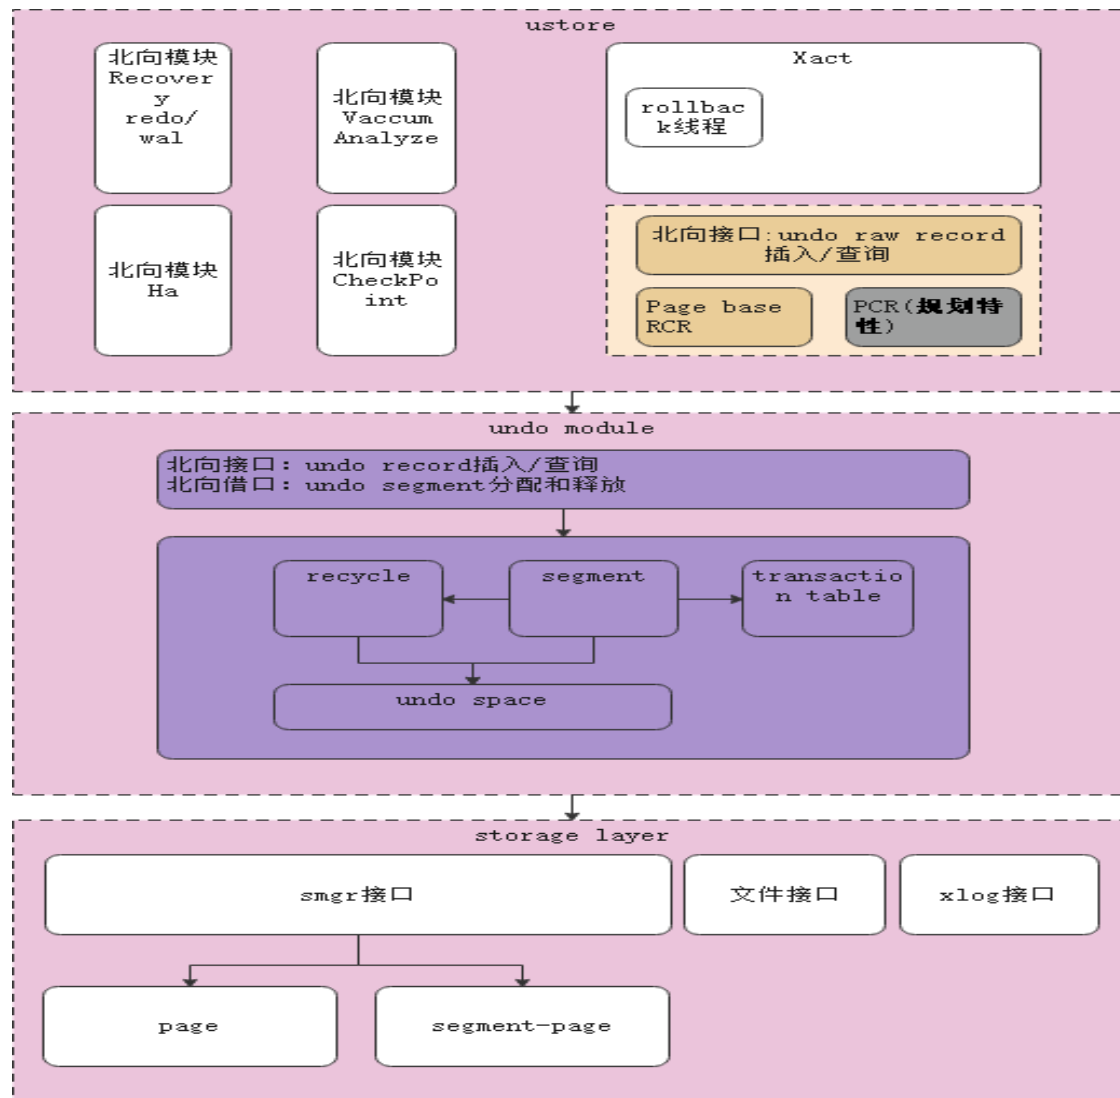 ustore
北向模块
Recover
y
redo/
wal
北向模块
Vaccum
Analyze
Xact
rollbac
k线程
北向模块
Ha
北向模块
CheckPo
int
北向接口:undo raw record
插入/查询
Page base
RCR
PCR(规划特
性)
undo module
北向接口: undo record插入/查询
北向借口: undo segment分配和释放
recycle
segment
transactio
n table
undo space
storage layer
smgr接口
文件接口
xlog接口
page
segment-page